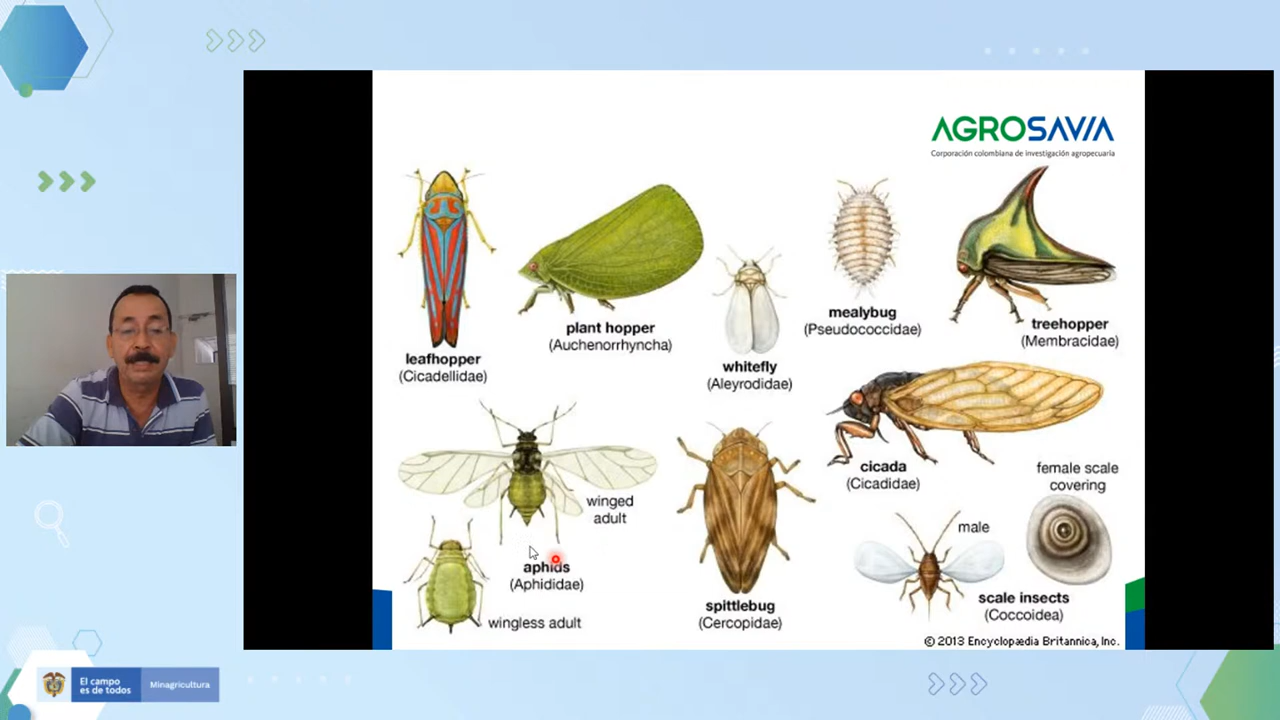 AGROSAVIA
Corporación colombiana de investigación agropecuaria
leafhopper
(Cicadellidae)
plant hopper
(Auchenorrhyncha)
whitefly
(Aleyrodidae)
mealybug
(Pseudococcidae)
treehopper
(Membracidae)
winged
adult
aphids
(Aphididae)
wingless adult
spittlebug
(Cercopidae)
cicada
(Cicadidae)
female scale
covering
male
scale insects
(Coccoidea)
© 2013 Encyclopædia Britannica, Inc.
El campo
es de todos
Minagricultura